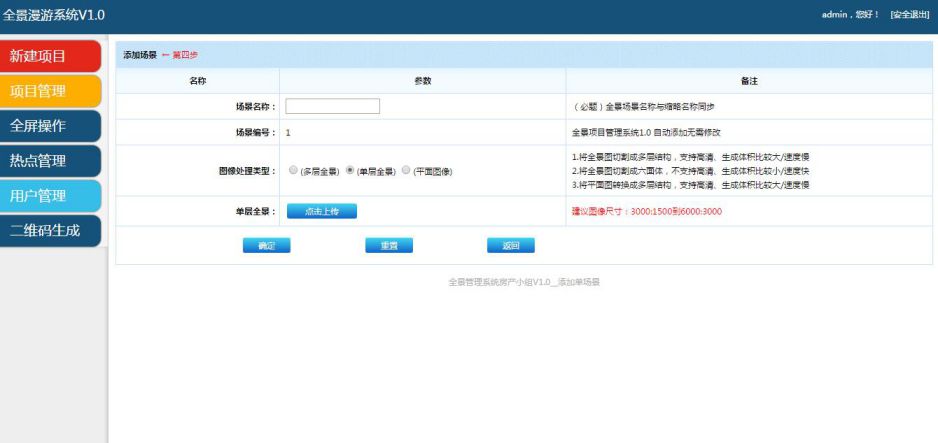 全景漫游系统V1.0
admin，您好！ [安全退出]
新建项目
项目管理
全屏操作
热点管理
用户管理
二维码生成
添加场景 ← 第四步
名称 参数 备注
场景名称： （必题）全景场景名称与缩略名称同步
场景编号： 1 全景项目管理系统1.0 自动添加无需修改
图像处理类型： (多层全景) (单层全景) (平面图像)
1.将全景图切割成多层结构，支持高清、生成体积比较大/速度慢
2.将全景图切割成六面体，不支持高清、生成体积比较小/速度快
3.将平面图转换成多层结构，支持高清、生成体积比较大/速度慢
单层全景： 点击上传 建议图像尺寸：3000:1500到6000:3000
确定 重置 返回
全景管理系统房产小组V1.0__添加单场景